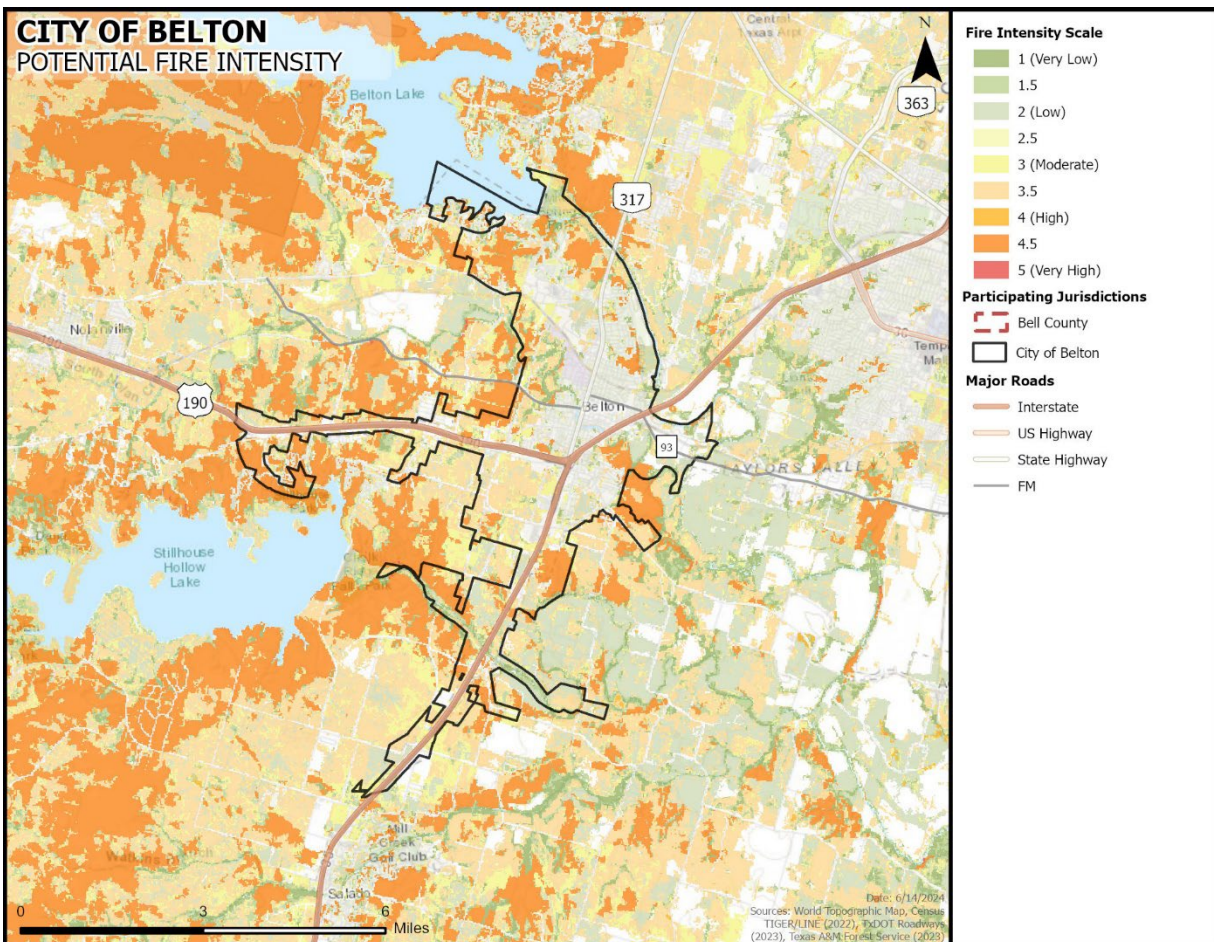 CITY OF BELTON
POTENTIAL FIRE INTENSITY
Central
N
Belton Lake
363
317
Nolanville
190
190
190
Belton
93
TAYLORS VALLEY
Temp
Stillhouse
Hollow
Lake
Mill
Creek
Golf Club
Salado
0 3 6
Miles
Date: 6/14/2024
Sources: World Topographic Map, Census
TIGER/LINE (2022), TxDOT Roadways
(2023), Texas A&M Forest Service (2023)
Fire Intensity Scale
1 (Very Low)
1.5
2 (Low)
2.5
3 (Moderate)
3.5
4 (High)
4.5
5 (Very High)
Participating Jurisdictions
Bell County
City of Belton
Major Roads
Interstate
US Highway
State Highway
FM